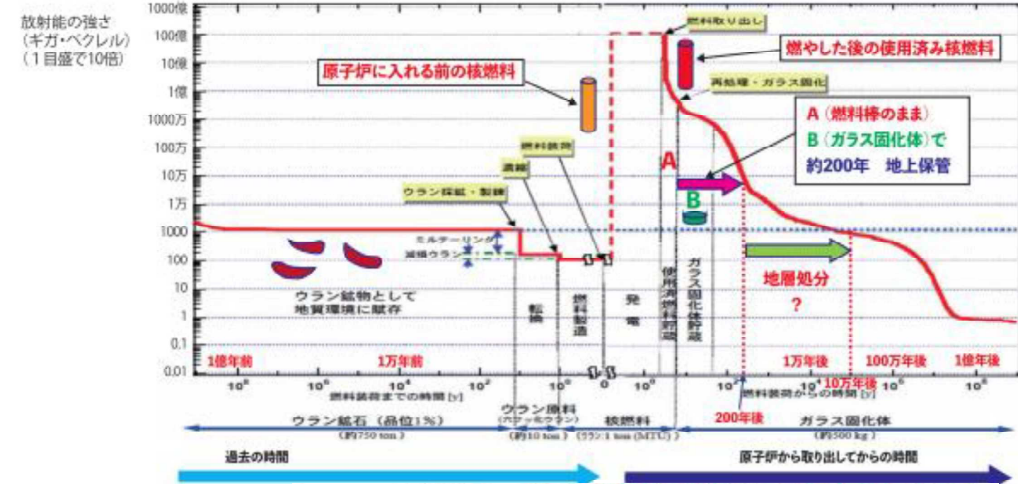 放射能の強さ
(ギガ・ベクレル)
(1目盛で10倍)
1000億
100億
10億
1億
1000万
100万
10万
1万
1000
100
10
1
0.1
0.01
原子炉に入れる前の核燃料
燃料取り出し
燃やした後の使用済み核燃料
再処理・ガラス固化
A (燃料棒のまま)
B (ガラス固化体)で
約200年 地上保管
燃料装荷
濃縮
ウラン採鉱・製錬
A
B
ミルテーリング
減損ウラン
地層処分
?
ウラン鉱物として
地質環境に賦存
転換
燃料製造
発電
使用済燃料貯蔵
ガラス固化体貯蔵
1億年前
1万年前
1万年後
100万年後
1億年後
10万年後
200年後
燃料装荷までの時間 [y]
燃料装荷からの時間 [y]
ウラン鉱石 (品位1%)
(約750 ton)
ウラン原料
(六フッ化ウラン)
(約10 ton)
核燃料
(ウラン1 ton (MTU))
ガラス固化体
(約500 kg)
過去の時間
原子炉から取り出してからの時間